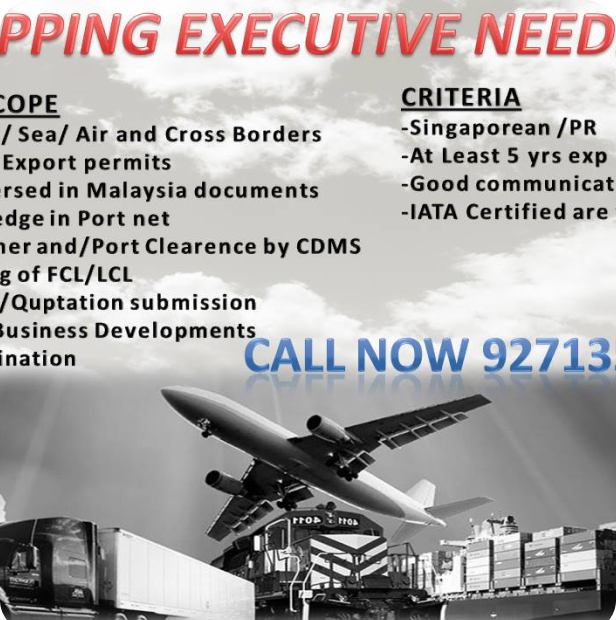 PPING EXECUTIVE NEED
COPE
/ Sea/ Air and Cross Borders
Export permits
ersed in Malaysia documents
edge in Port net
ner and/Port Clearence by CDMS
g of FCL/LCL
/Quptation submission
Business Developments
ination
CRITERIA
-Singaporean /PR
-At Least 5 yrs exp
-Good communicat
-IATA Certified are
CALL NOW 92713
4011 4011